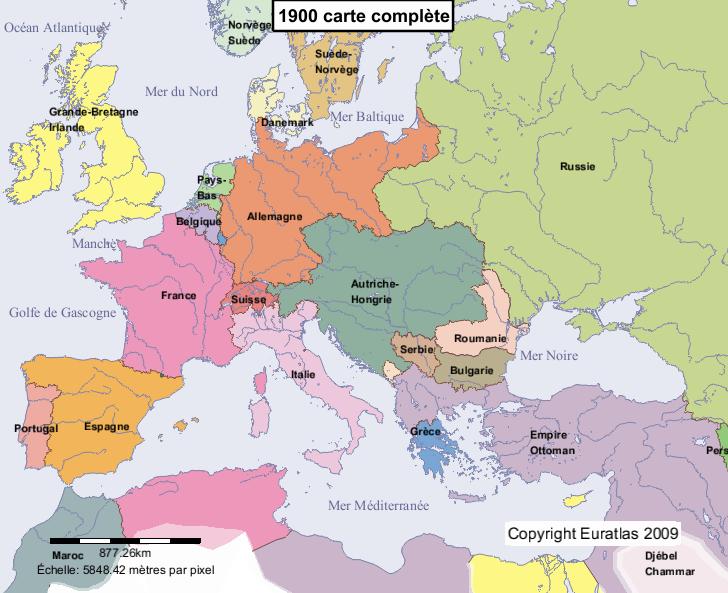 1900 carte complète
Océan Atlantique
Norvège
Suède
Suède-
Norvège
Mer du Nord
Grande-Bretagne
Irlande
Danemark
Mer Baltique
Russie
Pays-
Bas
Belgique
Allemagne
Manche
Autriche-
Hongrie
France
Suisse
Golfe de Gascogne
Roumanie
Serbie
Mer Noire
Bulgarie
Italie
Portugal
Espagne
Grèce
Empire
Ottoman
Pers
Mer Méditerranée
Copyright Euratlas 2009
Maroc
877.26km
Échelle: 5848.42 mètres par pixel
Djébel
Chammar